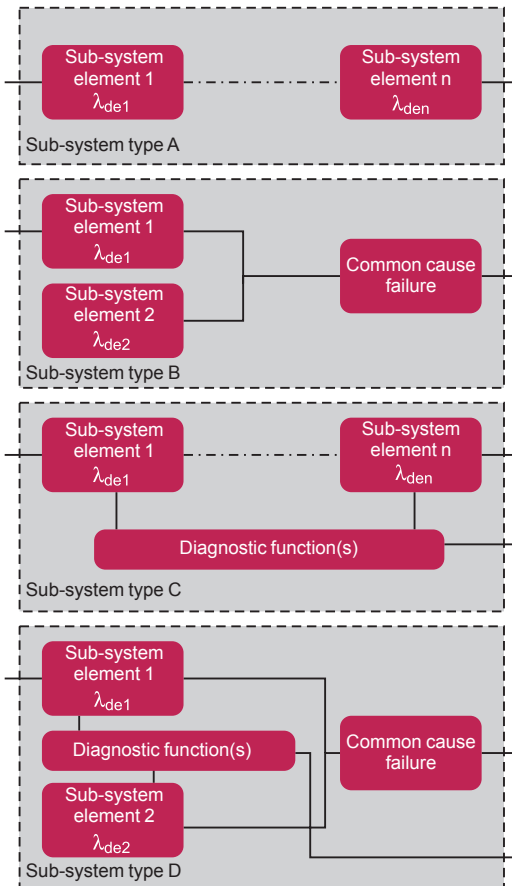 Sub-system
element 1
λde1
Sub-system
element n
λden
Sub-system type A
Sub-system
element 1
λde1
Sub-system
element 2
λde2
Common cause
failure
Sub-system type B
Sub-system
element 1
λde1
Sub-system
element n
λden
Diagnostic function(s)
Sub-system type C
Sub-system
element 1
λde1
Diagnostic function(s)
Sub-system
element 2
λde2
Common cause
failure
Sub-system type D